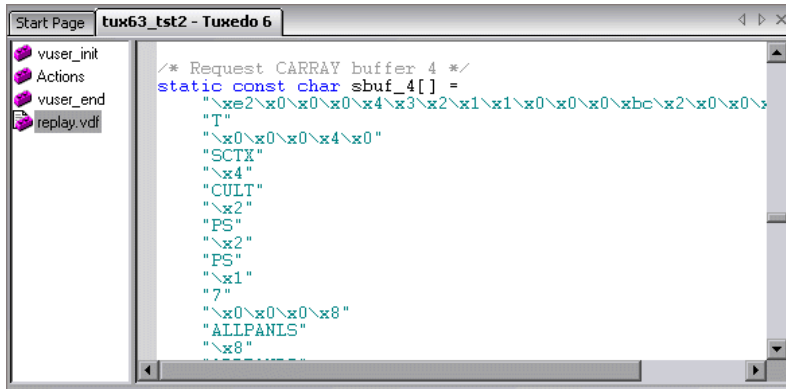 Start Page tux63_tst2 - Tuxedo 6
vuser_init
Actions
vuser_end
replay.vdf
/* Request CARRAY buffer 4 */
static const char sbuf_4[] =
"\xe2\x0\x0\x0\x4\x3\x2\x1\x1\x0\x0\x0\xbc\x2\x0\x0\x
"T"
"\x0\x0\x0\x4\x0"
"SCTX"
"\x4"
"CULT"
"\x2"
"PS"
"\x2"
"PS"
"\x1"
"7"
"\x0\x0\x0\x8"
"ALLPANLS"
"\x8"